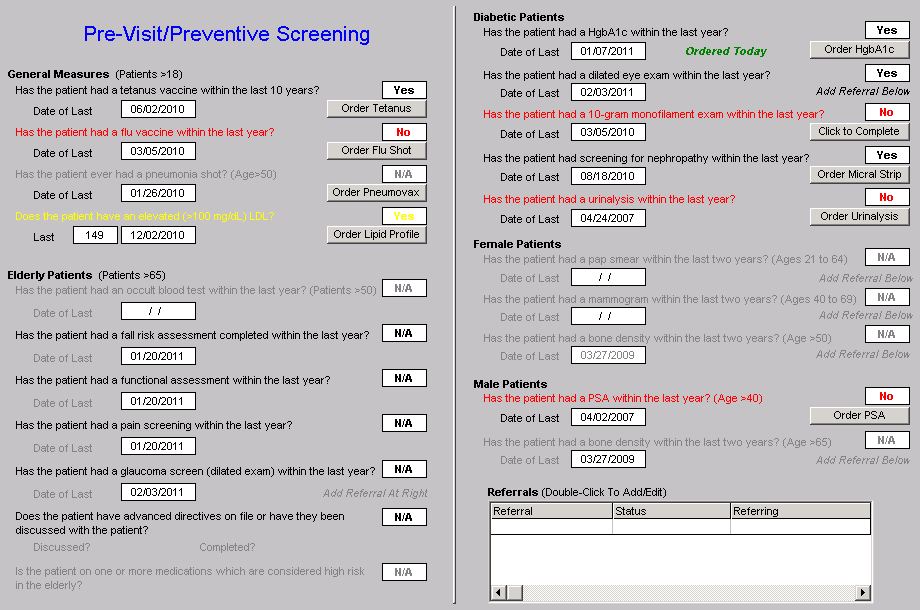 Pre-Visit/Preventive Screening
General Measures (Patients >18)
Has the patient had a tetanus vaccine within the last 10 years? Yes
Date of Last 06/02/2010 Order Tetanus
Has the patient had a flu vaccine within the last year? No
Date of Last 03/05/2010 Order Flu Shot
Has the patient ever had a pneumonia shot? (Age>50) N/A
Date of Last 01/26/2010 Order Pneumovax
Does the patient have an elevated (>100 mg/dL) LDL? Yes
Last 149 12/02/2010 Order Lipid Profile
Elderly Patients (Patients >65)
Has the patient had an occult blood test within the last year? (Patients >50) N/A
Date of Last / /
Has the patient had a fall risk assessment completed within the last year? N/A
Date of Last 01/20/2011
Has the patient had a functional assessment within the last year? N/A
Date of Last 01/20/2011
Has the patient had a pain screening within the last year? N/A
Date of Last 01/20/2011
Has the patient had a glaucoma screen (dilated exam) within the last year? N/A
Date of Last 02/03/2011 Add Referral At Right
Does the patient have advanced directives on file or have they been N/A
discussed with the patient?
Discussed? Completed?
Is the patient on one or more medications which are considered high risk N/A
in the elderly?
Diabetic Patients
Has the patient had a HgbA1c within the last year? Yes
Date of Last 01/07/2011 Ordered Today Order HgbA1c
Has the patient had a dilated eye exam within the last year? Yes
Date of Last 02/03/2011 Add Referral Below
Has the patient had a 10-gram monofilament exam within the last year? No
Date of Last 03/05/2010 Click to Complete
Has the patient had screening for nephropathy within the last year? Yes
Date of Last 08/18/2010 Order Micral Strip
Has the patient had a urinalysis within the last year? No
Date of Last 04/24/2007 Order Urinalysis
Female Patients
Has the patient had a pap smear within the last two years? (Ages 21 to 64) N/A
Date of Last / / Add Referral Below
Has the patient had a mammogram within the last two years? (Ages 40 to 69) N/A
Date of Last / / Add Referral Below
Has the patient had a bone density within the last two years? (Age >50) N/A
Date of Last 03/27/2009 Add Referral Below
Male Patients
Has the patient had a PSA within the last year? (Age >40) No
Date of Last 04/02/2007 Order PSA
Has the patient had a bone density within the last two years? (Age >65) N/A
Date of Last 03/27/2009 Add Referral Below
Referrals (Double-Click To Add/Edit)
Referral Status Referring